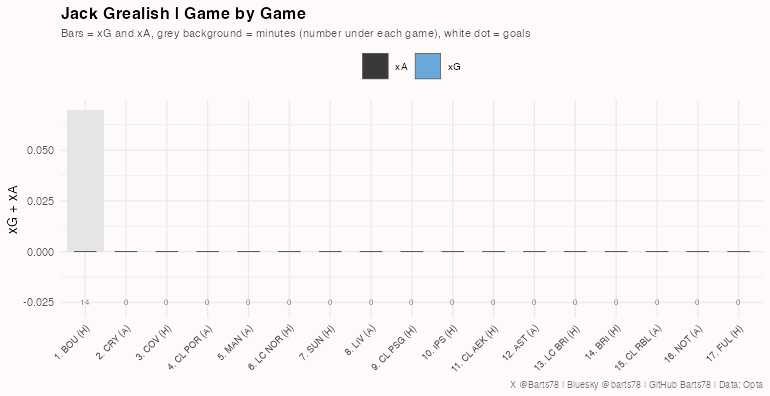 Jack Grealish | Game by Game
Bars = xG and xA, grey background = minutes (number under each game), white dot = goals
xA xG
xG + xA
0.050
0.025
0.000
-0.025
14 0 0 0 0 0 0 0 0 0 0 0 0 0 0 0 0
1. BOU (H)
2. CRY (A)
3. COV (H)
4. CL POR (A)
5. MAN (A)
6. LC NOR (H)
7. SUN (H)
8. LIV (A)
9. CL PSG (H)
10. IPS (H)
11. CL AEK (H)
12. AST (A)
13. LC BRI (H)
14. BRI (H)
15. CL RBL (A)
16. NOT (A)
17. FUL (H)
X @Barts78 | Bluesky @barts78 | GitHub Barts78 | Data: Opta